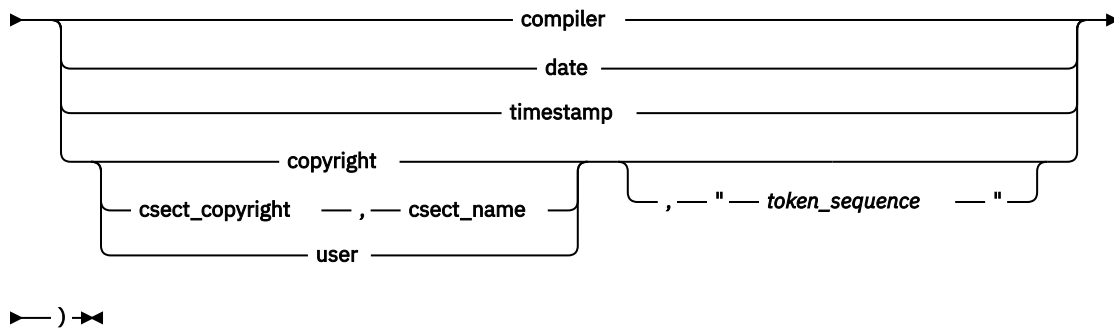 compiler
date
timestamp
copyright
csect_copyright , csect_name
, " token_sequence "
user
)